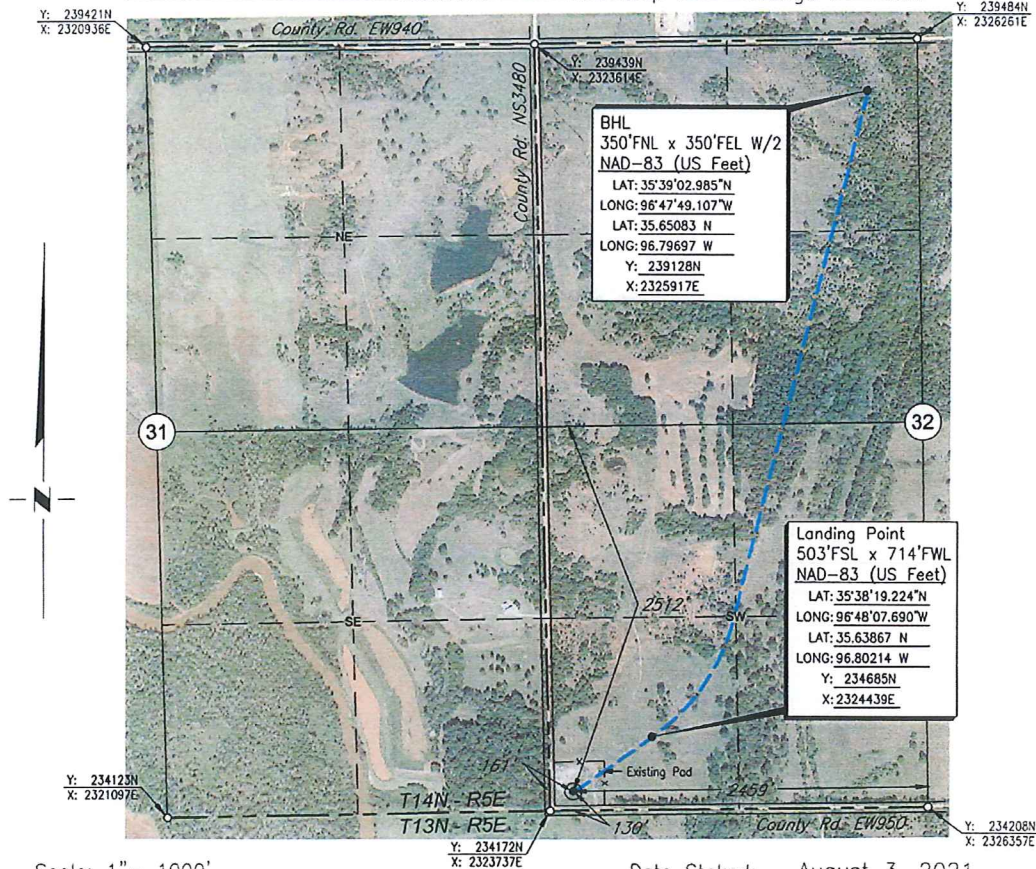 Y: 239421N
X: 2320936E
County Rd. EW940
Y: 239484N
X: 2326261E
Y: 239439N
X: 2323614E
County Rd. NS3480
BHL
350'FNL x 350'FEL W/2
NAD-83 (US Feet)
LAT: 35°39'02.985"N
LONG: 96°47'49.107"W
LAT: 35.65083 N
LONG: 96.79697 W
Y: 239128N
X: 2325917E
NE
31
32
N
Landing Point
503'FSL x 714'FWL
NAD-83 (US Feet)
LAT: 35°38'19.224"N
LONG: 96°48'07.690"W
LAT: 35.63867 N
LONG: 96.80214 W
Y: 234685N
X: 2324439E
2512'
SE
SW
161'
Existing Pad
2459'
Y: 234123N
X: 2321097E
T14N - R5E
T13N - R5E
130'
County Rd. EW950
Y: 234172N
X: 2323737E
Y: 234208N
X: 2326357E
Scale: 1" = 1000'
Date Staked: August 3, 2021